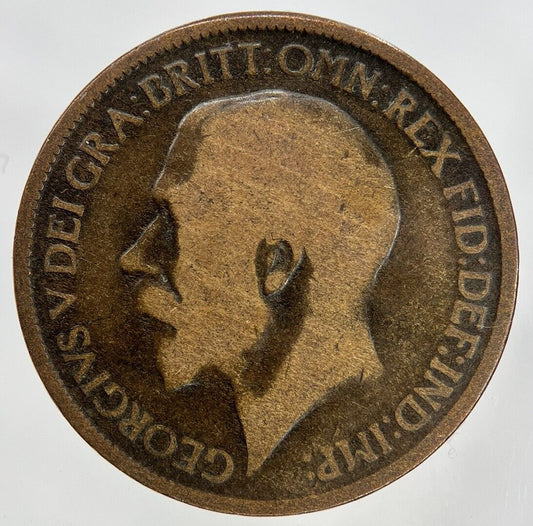 GEORGIVS V DEI GRA: BRITT: OMN: REX FID: DEF: IND: IMP: